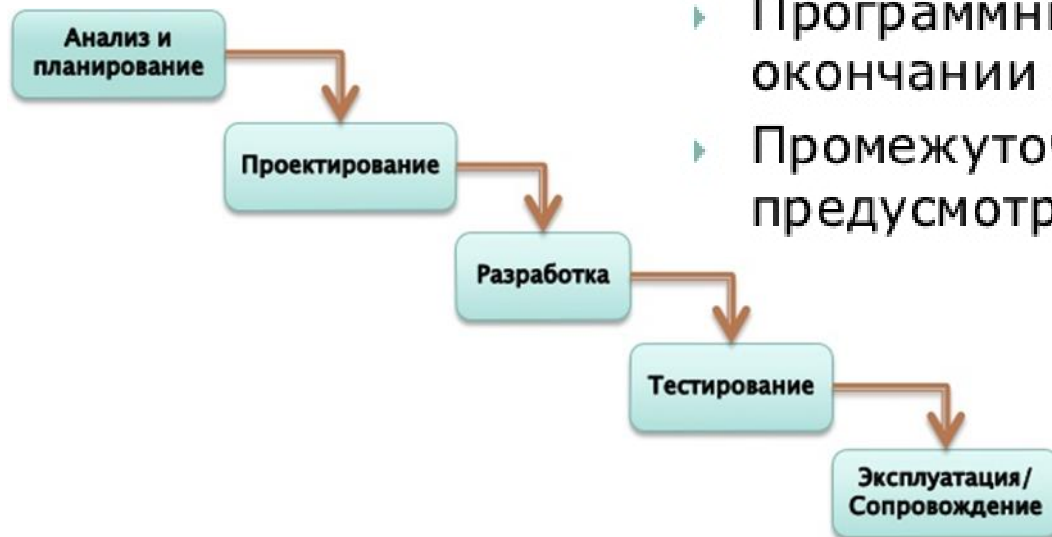 Анализ и
планирование
Проектирование
Разработка
Тестирование
Эксплуатация/
Сопровождение
окончании